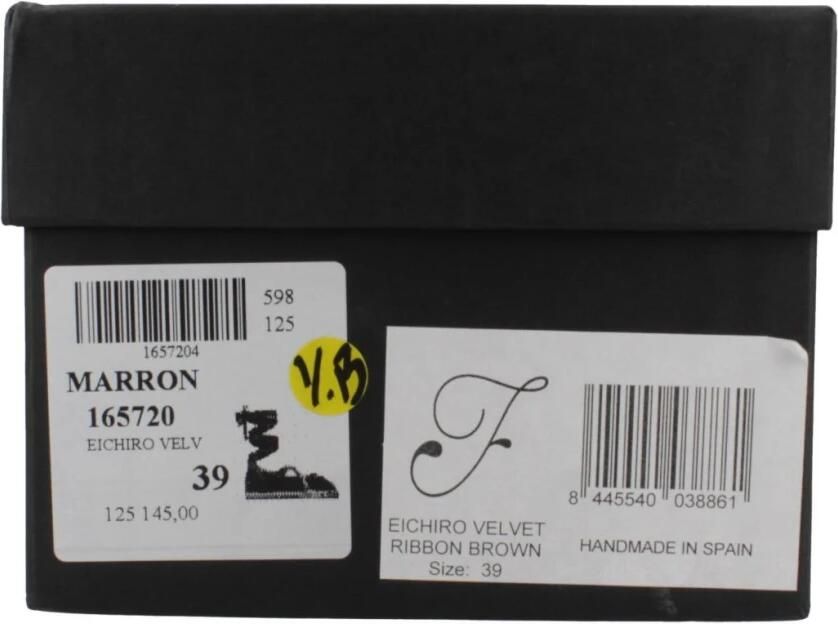 598
125
1657204
MARRON
165720
EICHIRO VELV
39
125 145,00
Y.B
F
8 445540 038861
EICHIRO VELVET
RIBBON BROWN
Size: 39
HANDMADE IN SPAIN